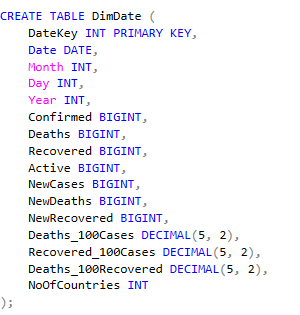 CREATE TABLE DimDate (
    DateKey INT PRIMARY KEY,
    Date DATE,
    Month INT,
    Day INT,
    Year INT,
    Confirmed BIGINT,
    Deaths BIGINT,
    Recovered BIGINT,
    Active BIGINT,
    NewCases BIGINT,
    NewDeaths BIGINT,
    NewRecovered BIGINT,
    Deaths_100Cases DECIMAL(5, 2),
    Recovered_100Cases DECIMAL(5, 2),
    Deaths_100Recovered DECIMAL(5, 2),
    NoOfCountries INT
);